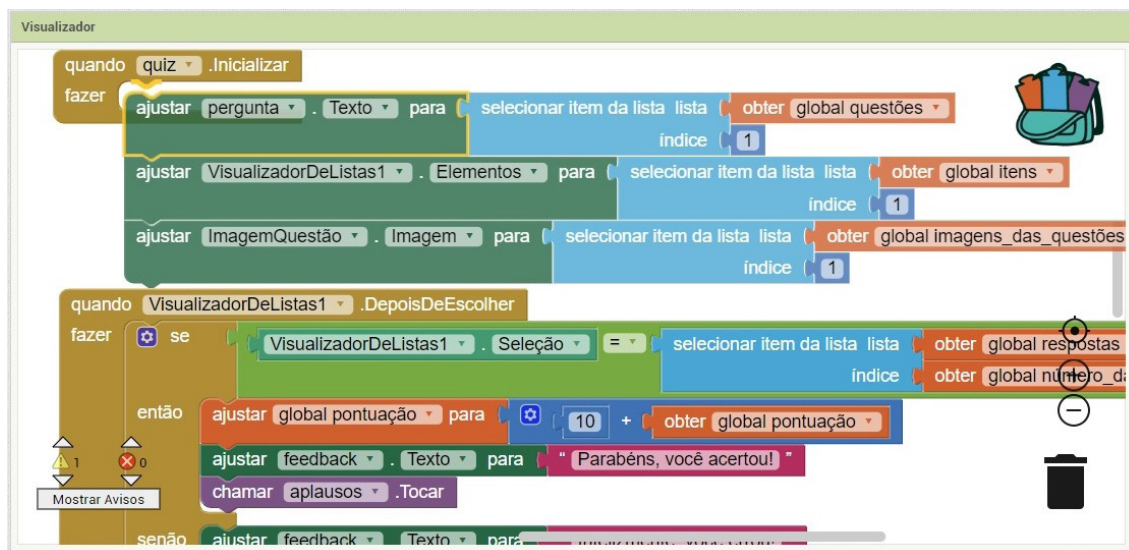 Visualizador
quando quiz .Inicializar
fazer ajustar pergunta . Texto para selecionar item da lista lista obter global questões
índice 1
ajustar VisualizadorDeListas1 . Elementos para selecionar item da lista lista obter global itens
índice 1
ajustar ImagemQuestão . Imagem para selecionar item da lista lista obter global imagens_das_questões
índice 1
quando VisualizadorDeListas1 .DepoisDeEscolher
fazer se VisualizadorDeListas1 . Seleção = selecionar item da lista lista obter global respostas
índice obter global
então ajustar global pontuação para 10 + obter global pontuação
ajustar feedback . Texto para " Parabéns, você acertou! "
chamar aplausos .Tocar
senão ajustar feedback . Texto para
1 0
Mostrar Avisos